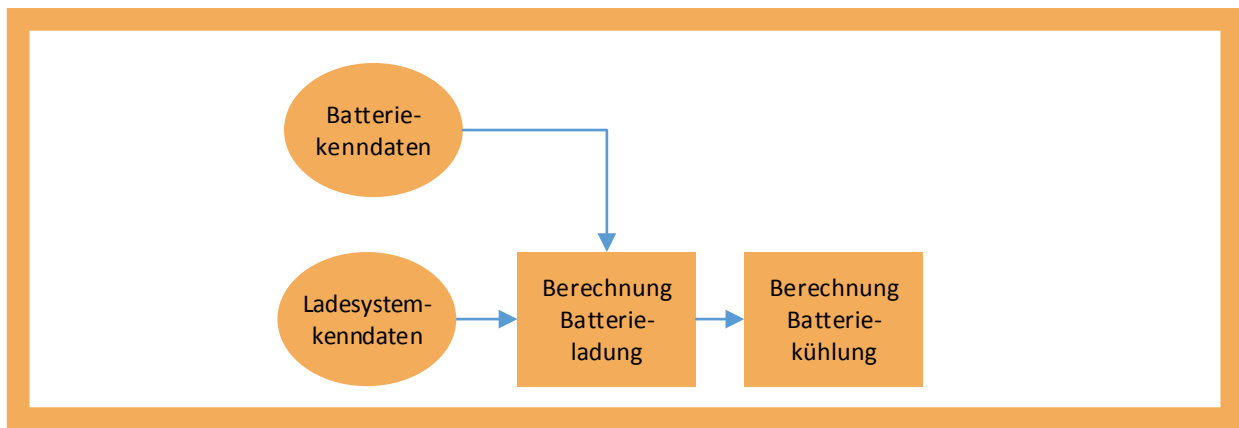 Batterie-
kenndaten
Ladesystem-
kenndaten
Berechnung
Batterie-
ladung
Berechnung
Batterie-
kühlung